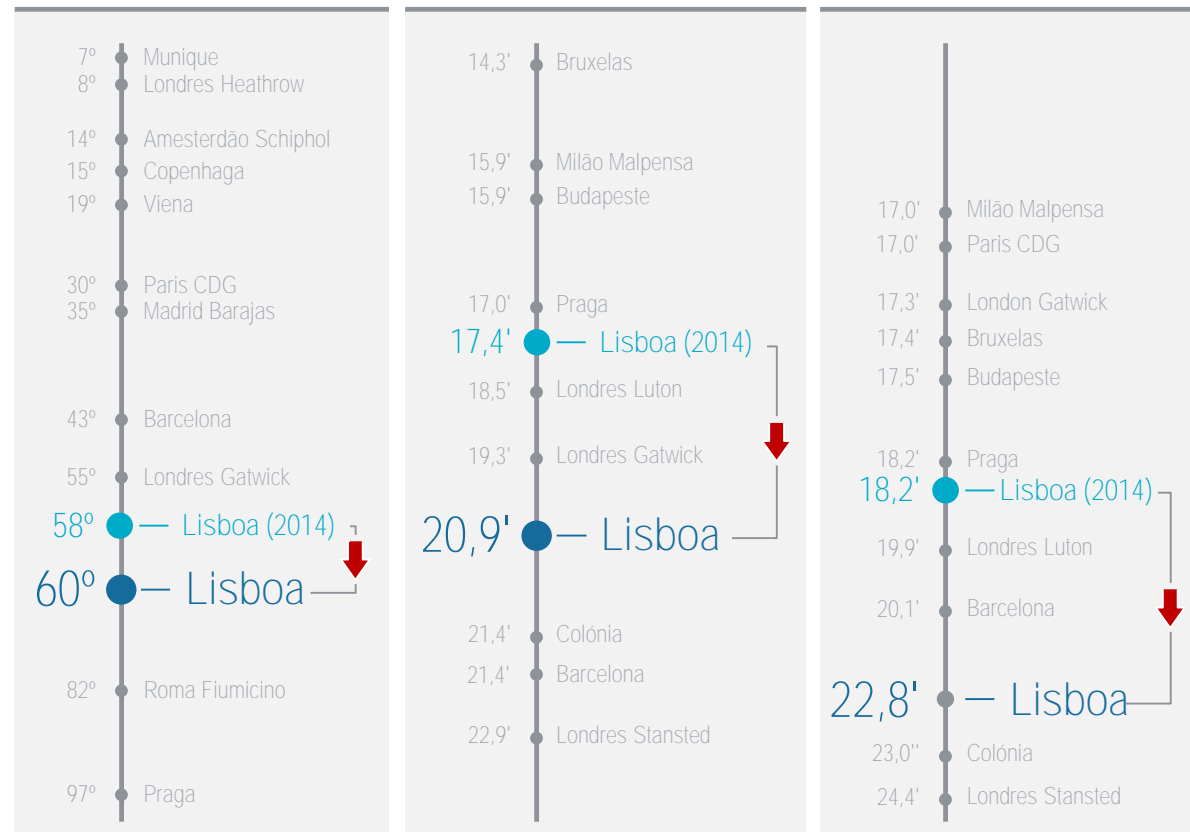 7º Munique
8º Londres Heathrow
14º Amesterdão Schiphol
15º Copenhaga
19º Viena
30º Paris CDG
35º Madrid Barajas
43º Barcelona
55º Londres Gatwick
58º Lisboa (2014)
60º Lisboa
82º Roma Fiumicino
97º Praga
14,3' Bruxelas
15,9' Milão Malpensa
15,9' Budapeste
17,0' Praga
17,4' Lisboa (2014)
18,5' Londres Luton
19,3' Londres Gatwick
20,9' Lisboa
21,4' Colónia
21,4' Barcelona
22,9' Londres Stansted
17,0' Milão Malpensa
17,0' Paris CDG
17,3' London Gatwick
17,4' Bruxelas
17,5' Budapeste
18,2' Praga
18,2' Lisboa (2014)
19,9' Londres Luton
20,1' Barcelona
22,8' Lisboa
23,0'' Colónia
24,4' Londres Stansted